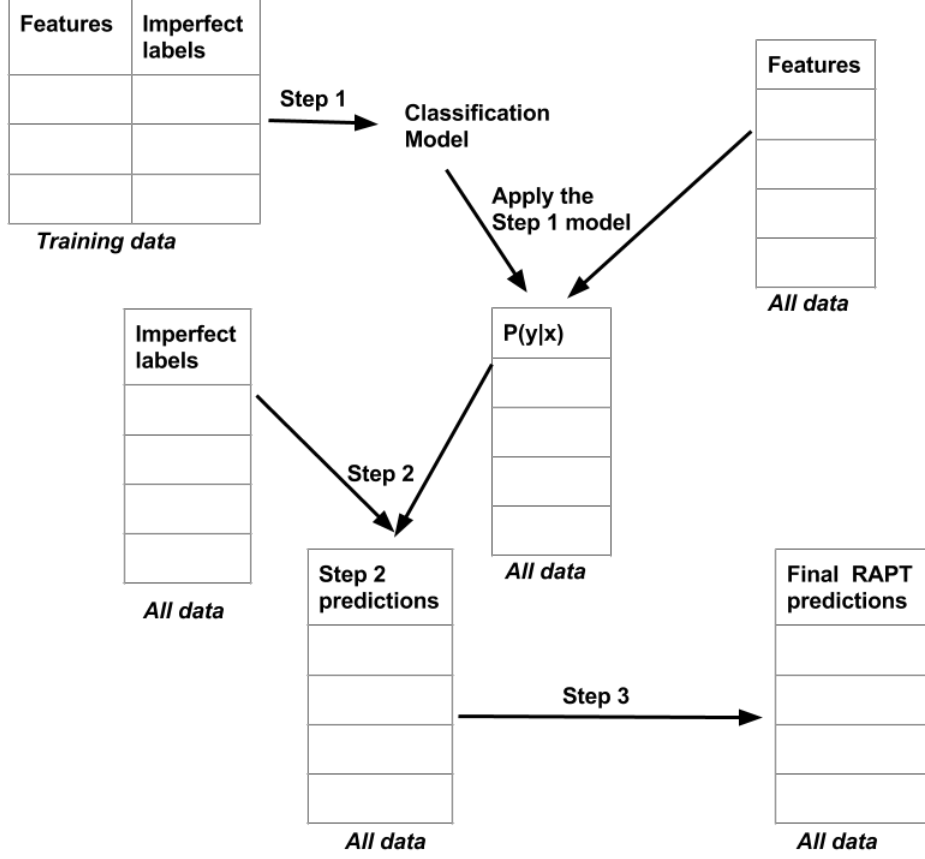 Features
Imperfect
labels
Step 1
Training data
Classification
Model
Features
Apply the
Step 1 model
All data
Imperfect
labels
P(y|x)
Step 2
All data
All data
Step 2
predictions
Final RAPT
predictions
Step 3
All data
All data